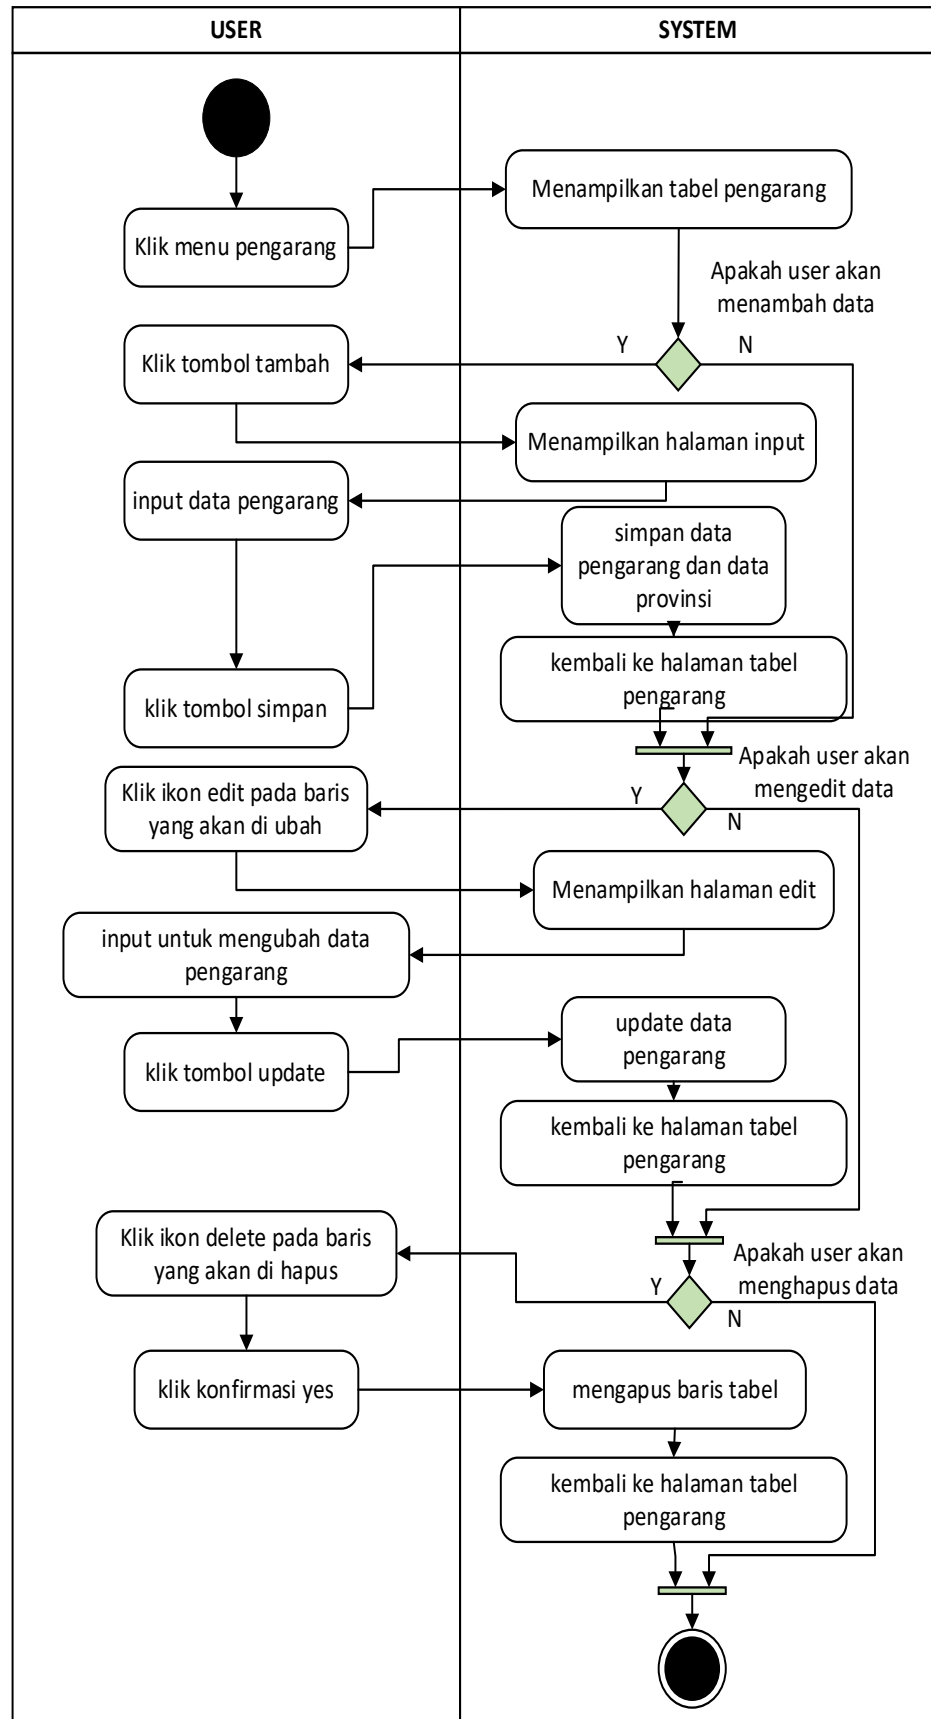 USER
SYSTEM
Menampilkan tabel pengarang
Klik menu pengarang
Apakah user akan
menambah data
Y
N
Klik tombol tambah
Menampilkan halaman input
input data pengarang
simpan data
pengarang dan data
provinsi
kembali ke halaman tabel
pengarang
klik tombol simpan
Apakah user akan
mengedit data
Y
N
Klik ikon edit pada baris
yang akan di ubah
Menampilkan halaman edit
input untuk mengubah data
pengarang
update data
pengarang
klik tombol update
kembali ke halaman tabel
pengarang
Klik ikon delete pada baris
yang akan di hapus
Apakah user akan
menghapus data
Y
N
klik konfirmasi yes
mengapus baris tabel
kembali ke halaman tabel
pengarang